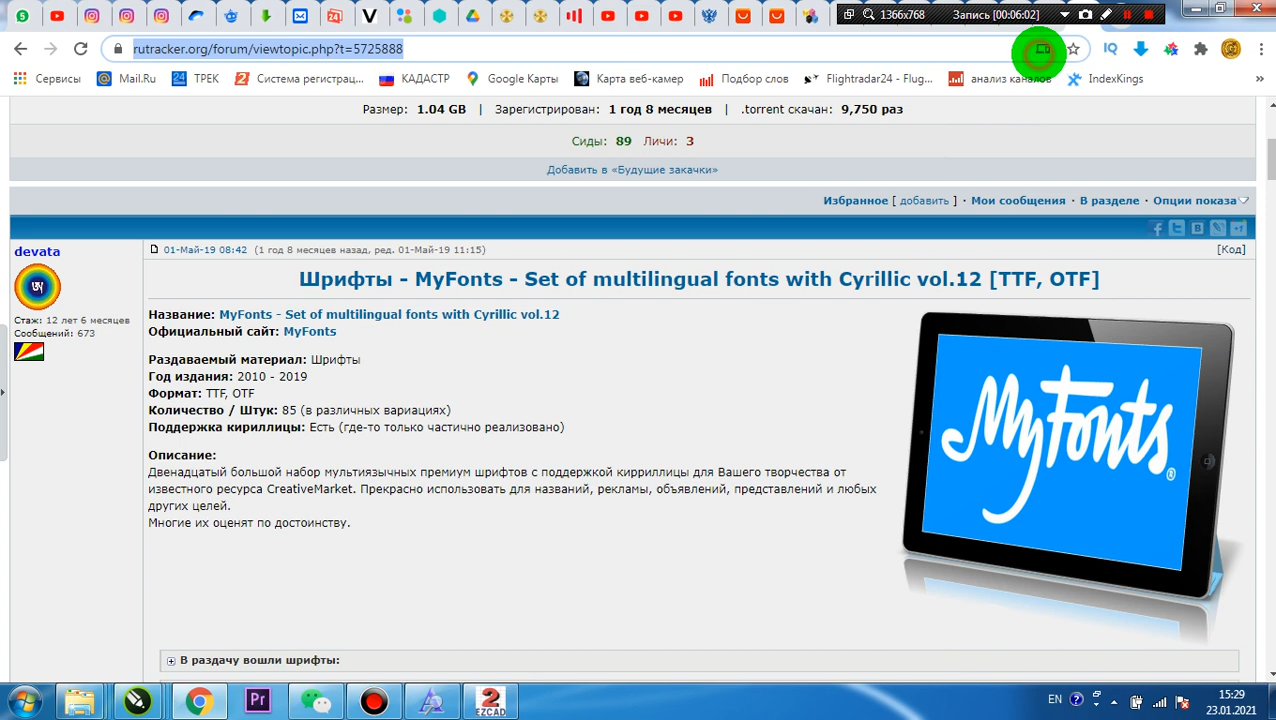 1366x768
Запись [00:06:02]
rutracker.org/forum/viewtopic.php?t=5725888
IQ
Сервисы
Mail.Ru
24
ТРЕК
Система регистрац...
КАДАСТР
Google Карты
Карта веб-камер
Подбор слов
Flightradar24 - Flug...
анализ каналов
IndexKings
»
Размер: 1.04 GB | Зарегистрирован: 1 год 8 месяцев | .torrent скачан: 9,750 раз
Сиды: 89 Личи: 3
Добавить в «Будущие закачки»
Избранное [ добавить ] · Мои сообщения · В разделе · Опции показа
devata
01-Май-19 08:42 (1 год 8 месяцев назад, ред. 01-Май-19 11:15)
[Код]
Шрифты - MyFonts - Set of multilingual fonts with Cyrillic vol.12 [TTF, OTF]
Стаж: 12 лет 6 месяцев
Сообщений: 673
Название: MyFonts - Set of multilingual fonts with Cyrillic vol.12
Официальный сайт: MyFonts
Раздаваемый материал: Шрифты
Год издания: 2010 - 2019
Формат: TTF, OTF
Количество / Штук: 85 (в различных вариациях)
Поддержка кириллицы: Есть (где-то только частично реализовано)
Описание:
Двенадцатый большой набор мультиязычных премиум шрифтов с поддержкой кирриллицы для Вашего творчества от
известного ресурса CreativeMarket. Прекрасно использовать для названий, рекламы, объявлений, представлений и любых
других целей.
Многие их оценят по достоинству.
MyFonts®
В раздачу вошли шрифты:
Pr
2
EZCAD
EN
15:29
23.01.2021